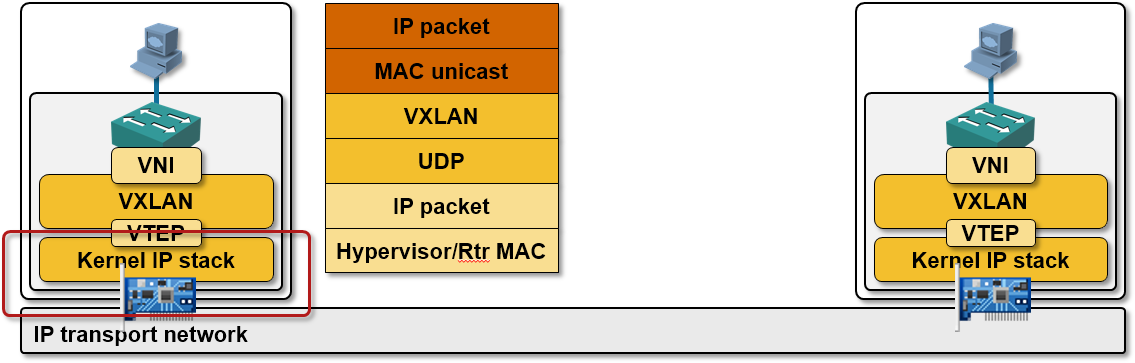 VNI
VXLAN
VTEP
Kernel IP stack
IP packet
MAC unicast
VXLAN
UDP
IP packet
Hypervisor/Rtr MAC
VNI
VXLAN
VTEP
Kernel IP stack
IP transport network